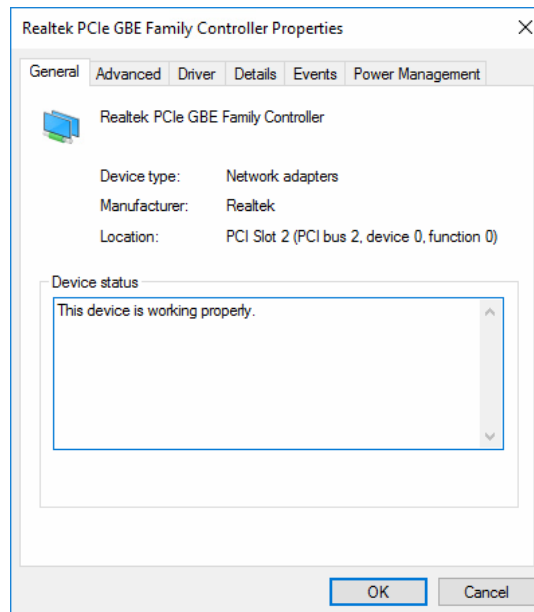 Realtek PCIe GBE Family Controller Properties
General Advanced Driver Details Events Power Management
Realtek PCIe GBE Family Controller
Device type: Network adapters
Manufacturer: Realtek
Location: PCI Slot 2 (PCI bus 2, device 0, function 0)
Device status
This device is working properly.
OK Cancel